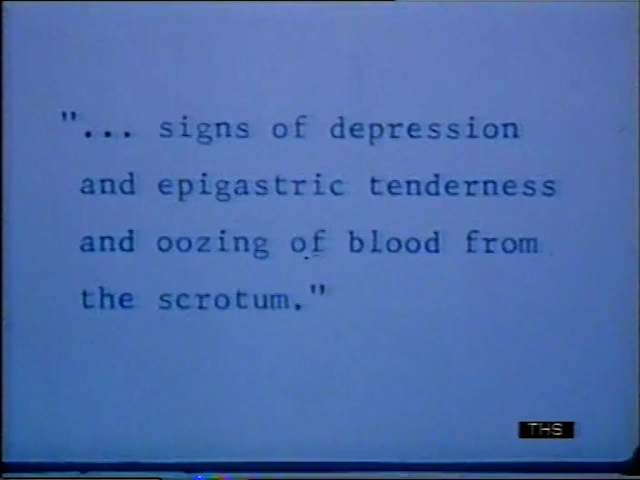 "... signs of depression
and epigastric tenderness
and oozing of blood from
the scrotum."
THS